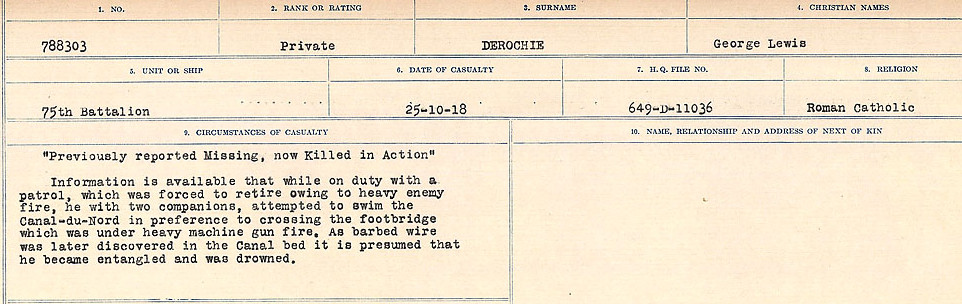 1. NO. 2. RANK OR RATING 3. SURNAME 4. CHRISTIAN NAMES
788303 Private DEROCHIE George Lewis
5. UNIT OR SHIP 6. DATE OF CASUALTY 7. H.Q. FILE NO. 8. RELIGION
75th Battalion 25-10-18 649-D-11036 Roman Catholic
9. CIRCUMSTANCES OF CASUALTY 10. NAME, RELATIONSHIP AND ADDRESS OF NEXT OF KIN
"Previously reported Missing, now Killed in Action"
Information is available that while on duty with a
patrol, which was forced to retire owing to heavy enemy
fire, he with two companions, attempted to swim the
Canal-du-Nord in preference to crossing the footbridge
which was under heavy machine gun fire. As barbed wire
was later discovered in the Canal bed it is presumed that
he became entangled and was drowned.